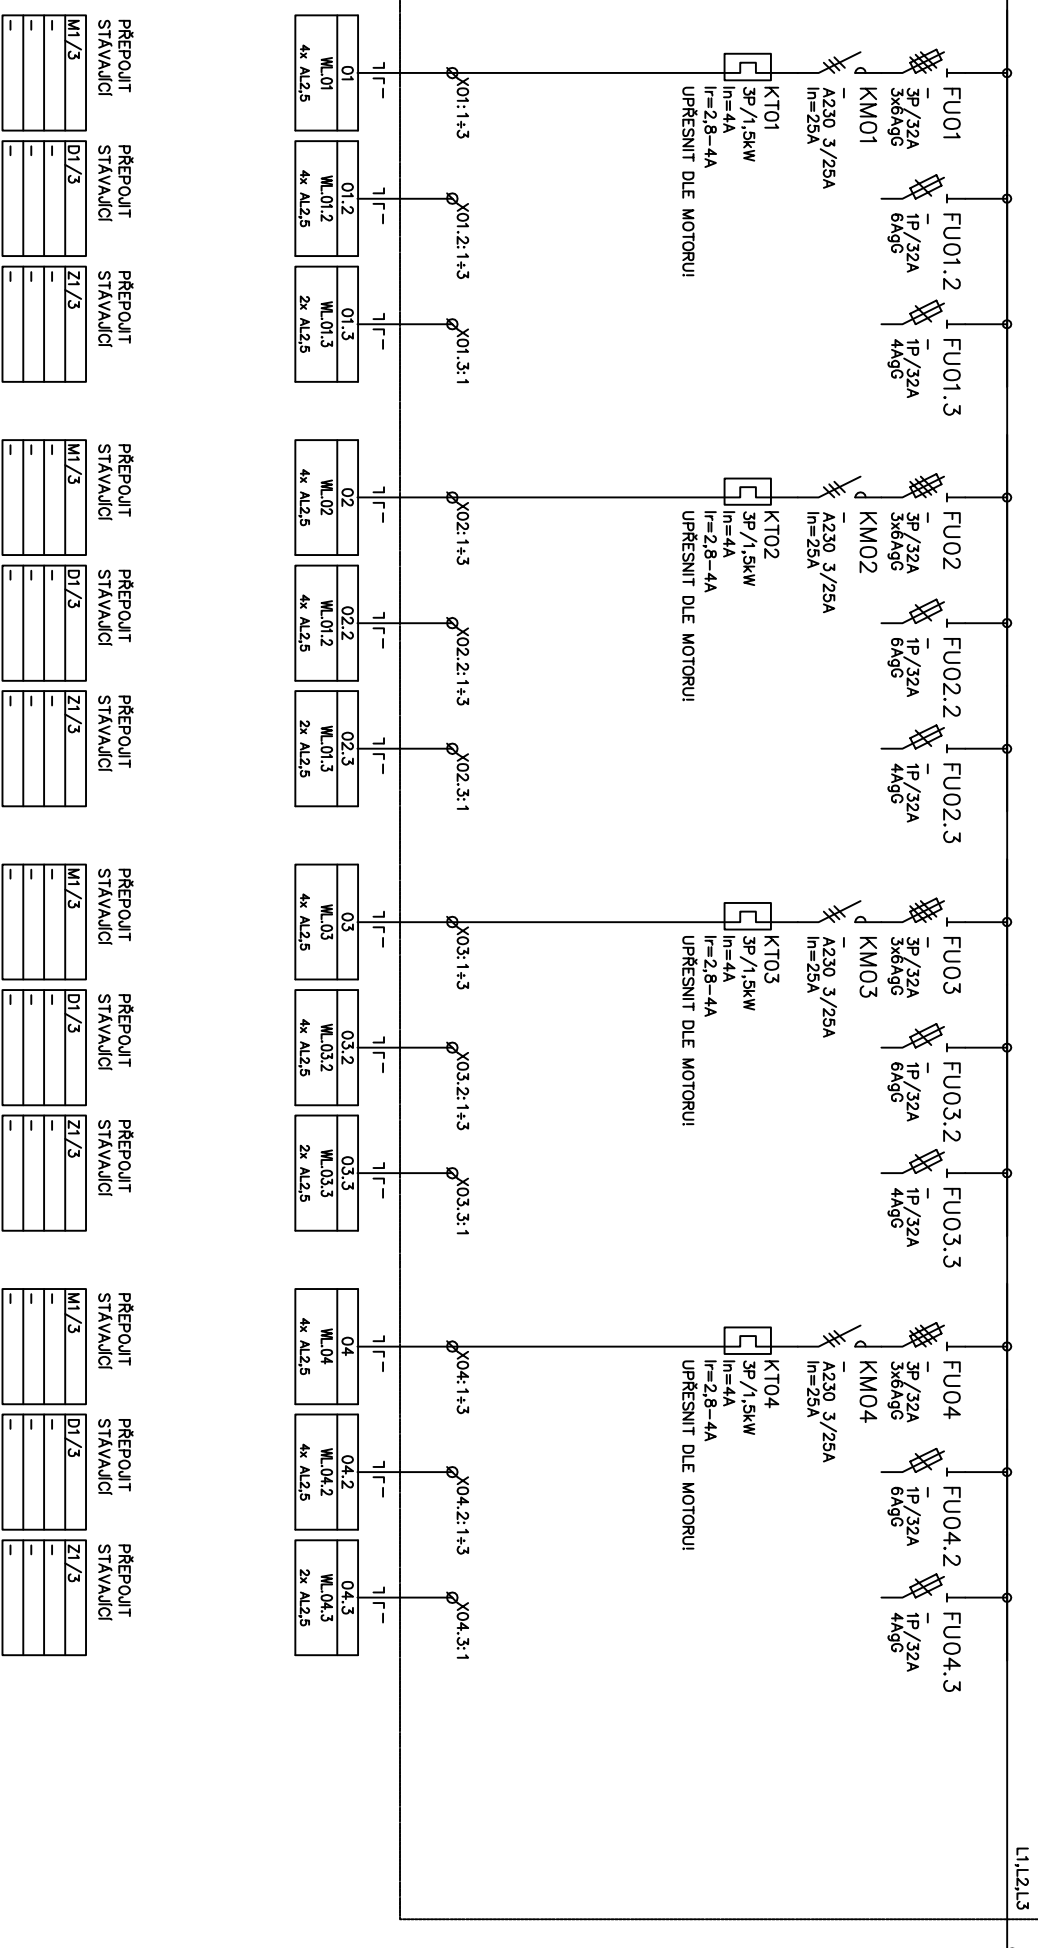 L1,L2,L3
FU01
3P/32A
3x6AgG
KM01
A230 3/25A
In=25A
KT01
3P/1,5kW
In=4A
Ir=2,8-4A
UPŘESNIT DLE MOTORU!
X01:1÷3
01
WL.01
4x AL2,5
PŘEPOJIT
STÁVAJÍCÍ
M1/3
-
-
-
FU01.2
1P/32A
6AgG
X01.2:1÷3
01.2
WL.01.2
4x AL2,5
PŘEPOJIT
STÁVAJÍCÍ
D1/3
-
-
-
FU01.3
1P/32A
4AgG
X01.3:1
01.3
WL.01.3
2x AL2,5
PŘEPOJIT
STÁVAJÍCÍ
Z1/3
-
-
-
FU02
3P/32A
3x6AgG
KM02
A230 3/25A
In=25A
KT02
3P/1,5kW
In=4A
Ir=2,8-4A
UPŘESNIT DLE MOTORU!
X02:1÷3
02
WL.02
4x AL2,5
PŘEPOJIT
STÁVAJÍCÍ
M1/3
-
-
-
FU02.2
1P/32A
6AgG
X02.2:1÷3
02.2
WL.01.2
4x AL2,5
PŘEPOJIT
STÁVAJÍCÍ
D1/3
-
-
-
FU02.3
1P/32A
4AgG
X02.3:1
02.3
WL.01.3
2x AL2,5
PŘEPOJIT
STÁVAJÍCÍ
Z1/3
-
-
-
FU03
3P/32A
3x6AgG
KM03
A230 3/25A
In=25A
KT03
3P/1,5kW
In=4A
Ir=2,8-4A
UPŘESNIT DLE MOTORU!
X03:1÷3
03
WL.03
4x AL2,5
PŘEPOJIT
STÁVAJÍCÍ
M1/3
-
-
-
FU03.2
1P/32A
6AgG
X03.2:1÷3
03.2
WL.03.2
4x AL2,5
PŘEPOJIT
STÁVAJÍCÍ
D1/3
-
-
-
FU03.3
1P/32A
4AgG
X03.3:1
03.3
WL.03.3
2x AL2,5
PŘEPOJIT
STÁVAJÍCÍ
Z1/3
-
-
-
FU04
3P/32A
3x6AgG
KM04
A230 3/25A
In=25A
KT04
3P/1,5kW
In=4A
Ir=2,8-4A
UPŘESNIT DLE MOTORU!
X04:1÷3
04
WL.04
4x AL2,5
PŘEPOJIT
STÁVAJÍCÍ
M1/3
-
-
-
FU04.2
1P/32A
6AgG
X04.2:1÷3
04.2
WL.04.2
4x AL2,5
PŘEPOJIT
STÁVAJÍCÍ
D1/3
-
-
-
FU04.3
1P/32A
4AgG
X04.3:1
04.3
WL.04.3
2x AL2,5
PŘEPOJIT
STÁVAJÍCÍ
Z1/3
-
-
-